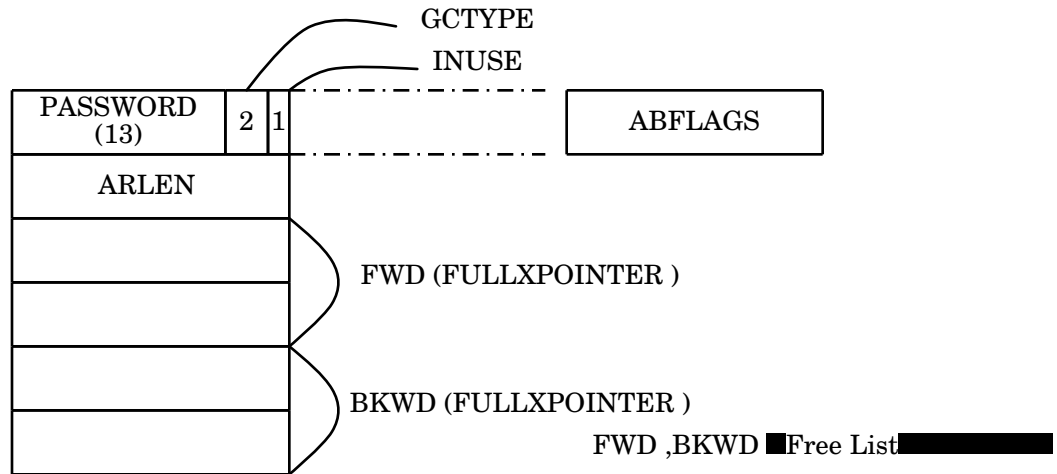 GCTYPE
INUSE
PASSWORD
(13)
2
1
ABFLAGS
ARLEN
FWD (FULLXPOINTER )
BKWD (FULLXPOINTER )
FWD ,BKWD Free List